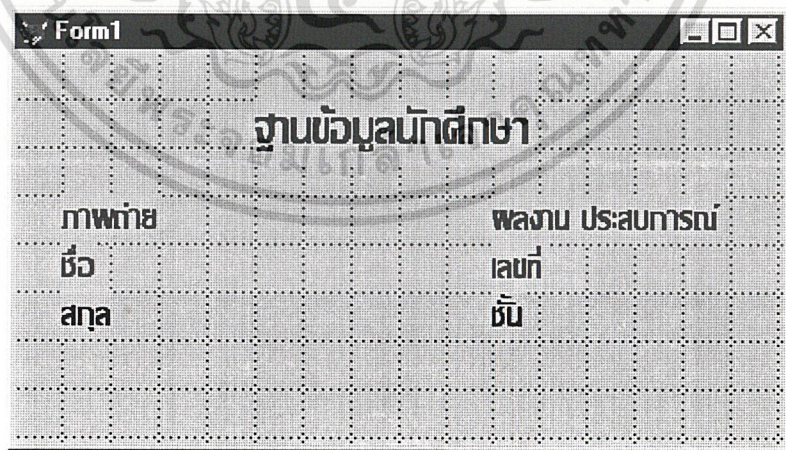 Form1
ฐานข้อมูลนักศึกษา
ภาพถ่าย ผลงาน ประสบการณ์
ชื่อ เลขที่
สกุล ชั้น